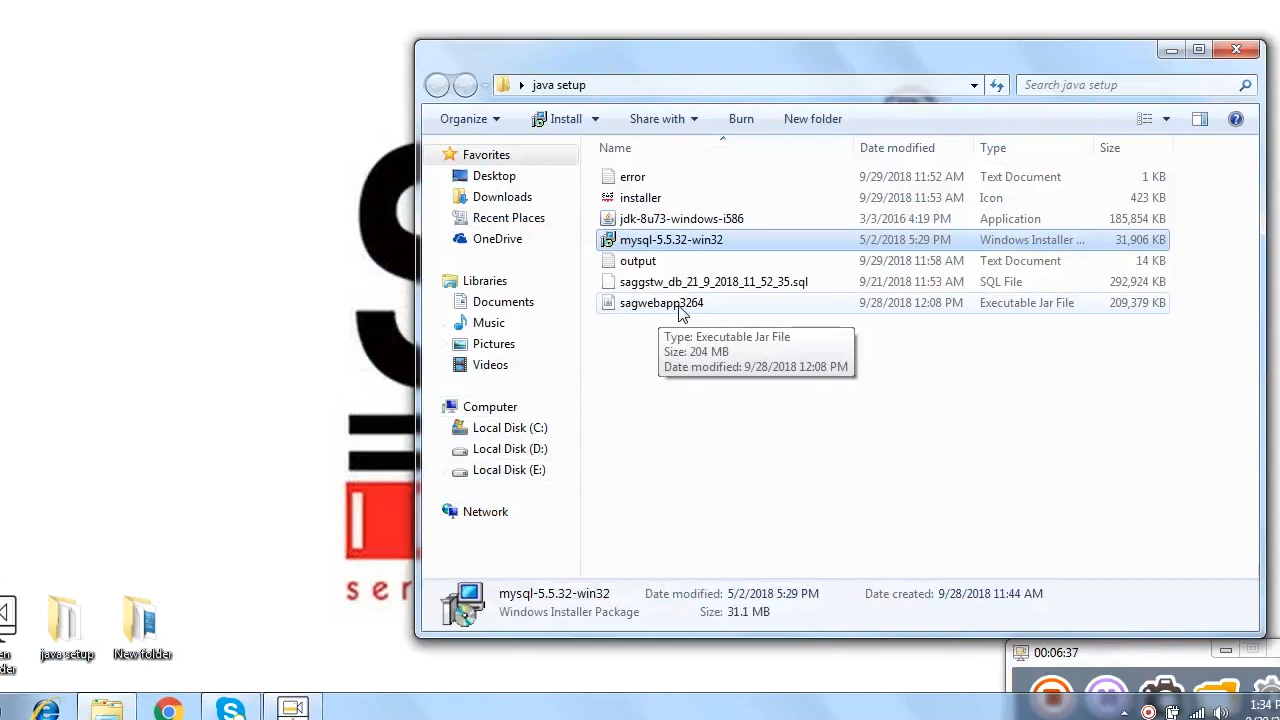 java setup
Search java setup
Organize
Install
Share with
Burn
New folder
Name
Date modified
Type
Size
Favorites
Desktop
Downloads
Recent Places
OneDrive
Libraries
Documents
Music
Pictures
Videos
Computer
Local Disk (C:)
Local Disk (D:)
Local Disk (E:)
Network
error 9/29/2018 11:52 AM Text Document 1 KB
installer 9/29/2018 11:53 AM Icon 423 KB
jdk-8u73-windows-i586 3/3/2016 4:19 PM Application 185,854 KB
mysql-5.5.32-win32 5/2/2018 5:29 PM Windows Installer ... 31,906 KB
output 9/29/2018 11:58 AM Text Document 14 KB
saggstw_db_21_9_2018_11_52_35.sql 9/21/2018 11:53 AM SQL File 292,924 KB
sagwebapp3264 9/28/2018 12:08 PM Executable Jar File 209,379 KB
Type: Executable Jar File
Size: 204 MB
Date modified: 9/28/2018 12:08 PM
mysql-5.5.32-win32 Date modified: 5/2/2018 5:29 PM Date created: 9/28/2018 11:44 AM
Windows Installer Package Size: 31.1 MB
S
ser
java setup
New folder
00:06:37
1:34 P